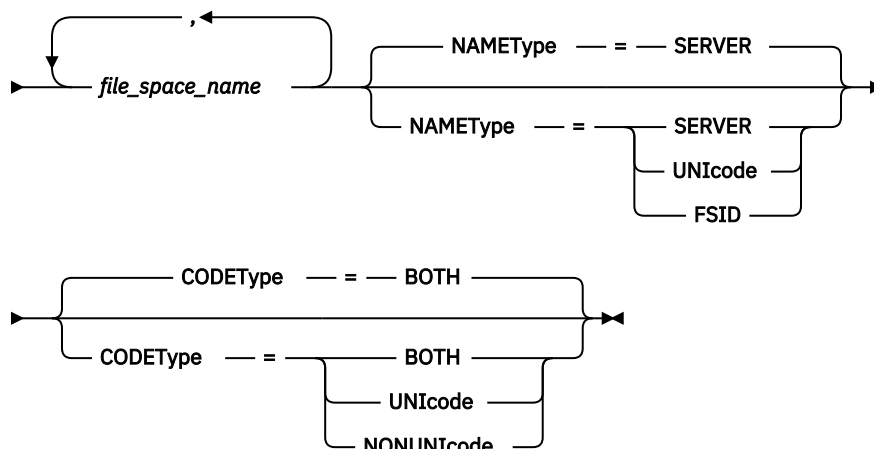 ,
NAMEType = SERVER
file_space_name
NAMEType = SERVER
UNIcode
FSID
CODEType = BOTH
CODEType = BOTH
UNIcode
NONUNIcode